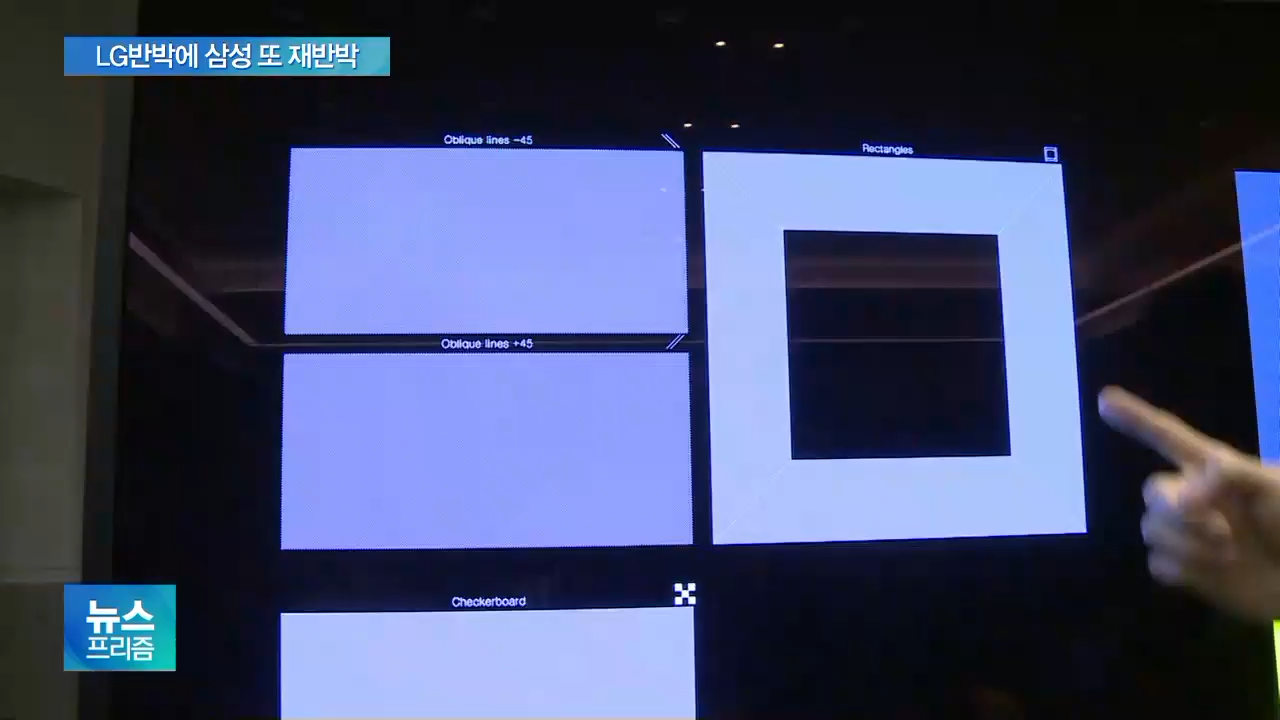 LG반박에 삼성 또 재반박
Oblique lines -45
Rectangles
Oblique lines +45
Checkerboard
뉴스
프리즘